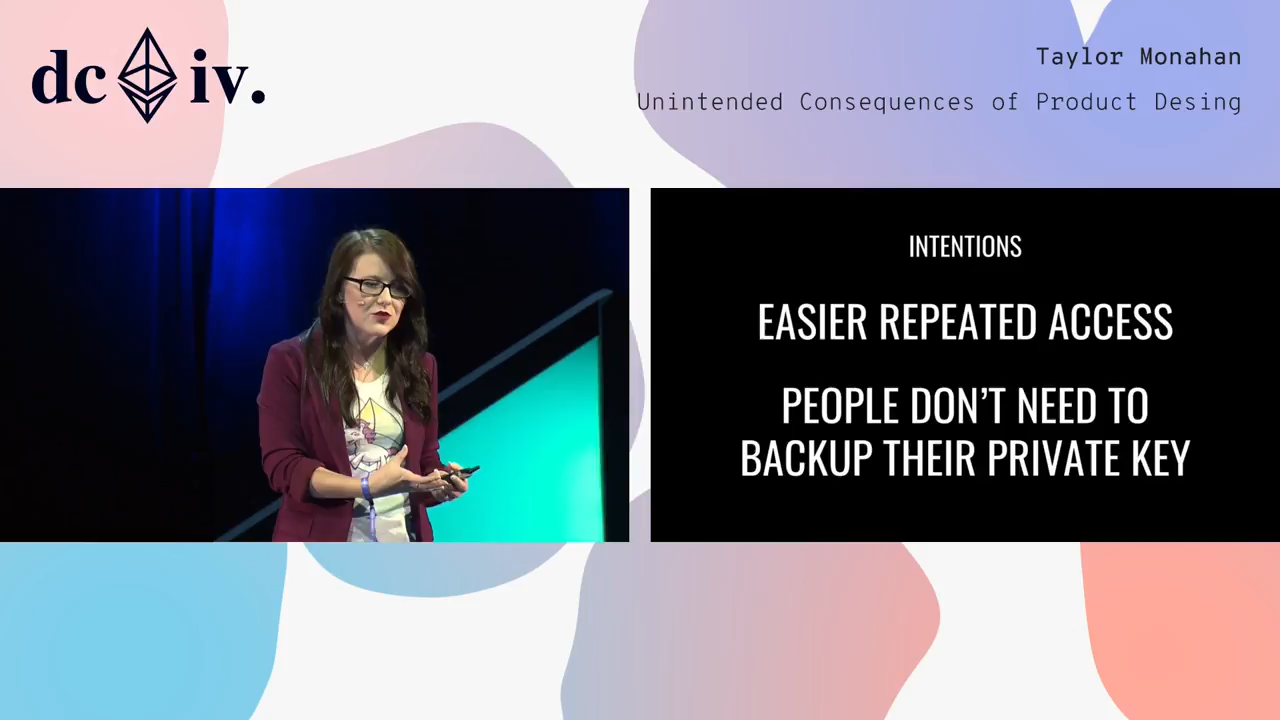 dc iv.
Taylor Monahan
Unintended Consequences of Product Desing
INTENTIONS
EASIER REPEATED ACCESS
PEOPLE DON'T NEED TO
BACKUP THEIR PRIVATE KEY